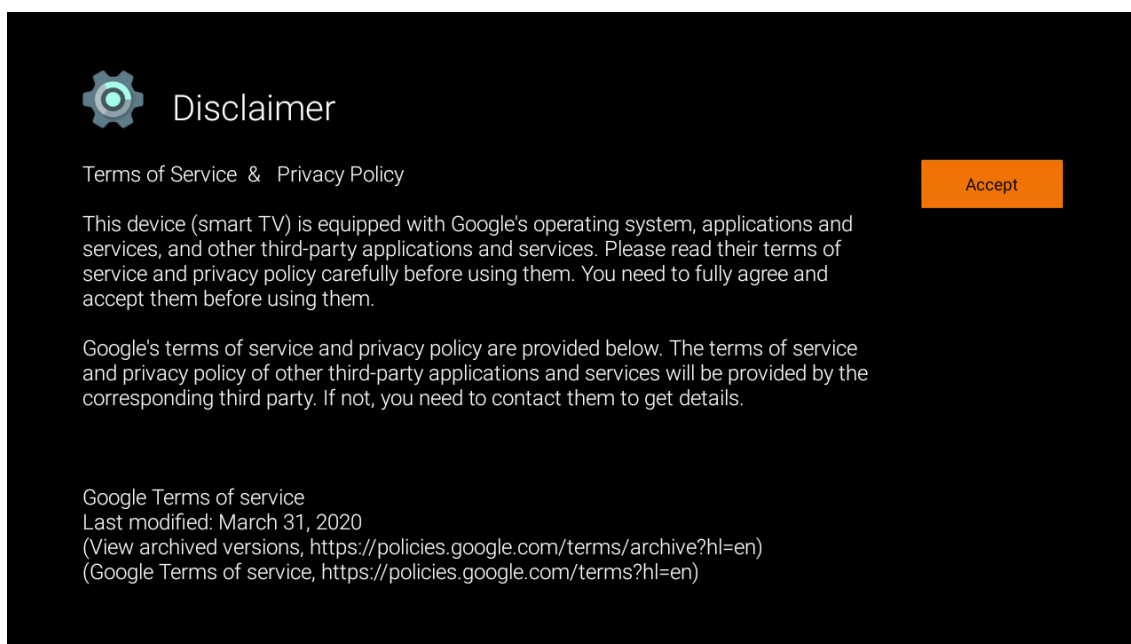 Disclaimer
Terms of Service & Privacy Policy
Accept
This device (smart TV) is equipped with Google's operating system, applications and
services, and other third-party applications and services. Please read their terms of
service and privacy policy carefully before using them. You need to fully agree and
accept them before using them.
Google's terms of service and privacy policy are provided below. The terms of service
and privacy policy of other third-party applications and services will be provided by the
corresponding third party. If not, you need to contact them to get details.
Google Terms of service
Last modified: March 31, 2020
(View archived versions, https://policies.google.com/terms/archive?hl=en)
(Google Terms of service, https://policies.google.com/terms?hl=en)